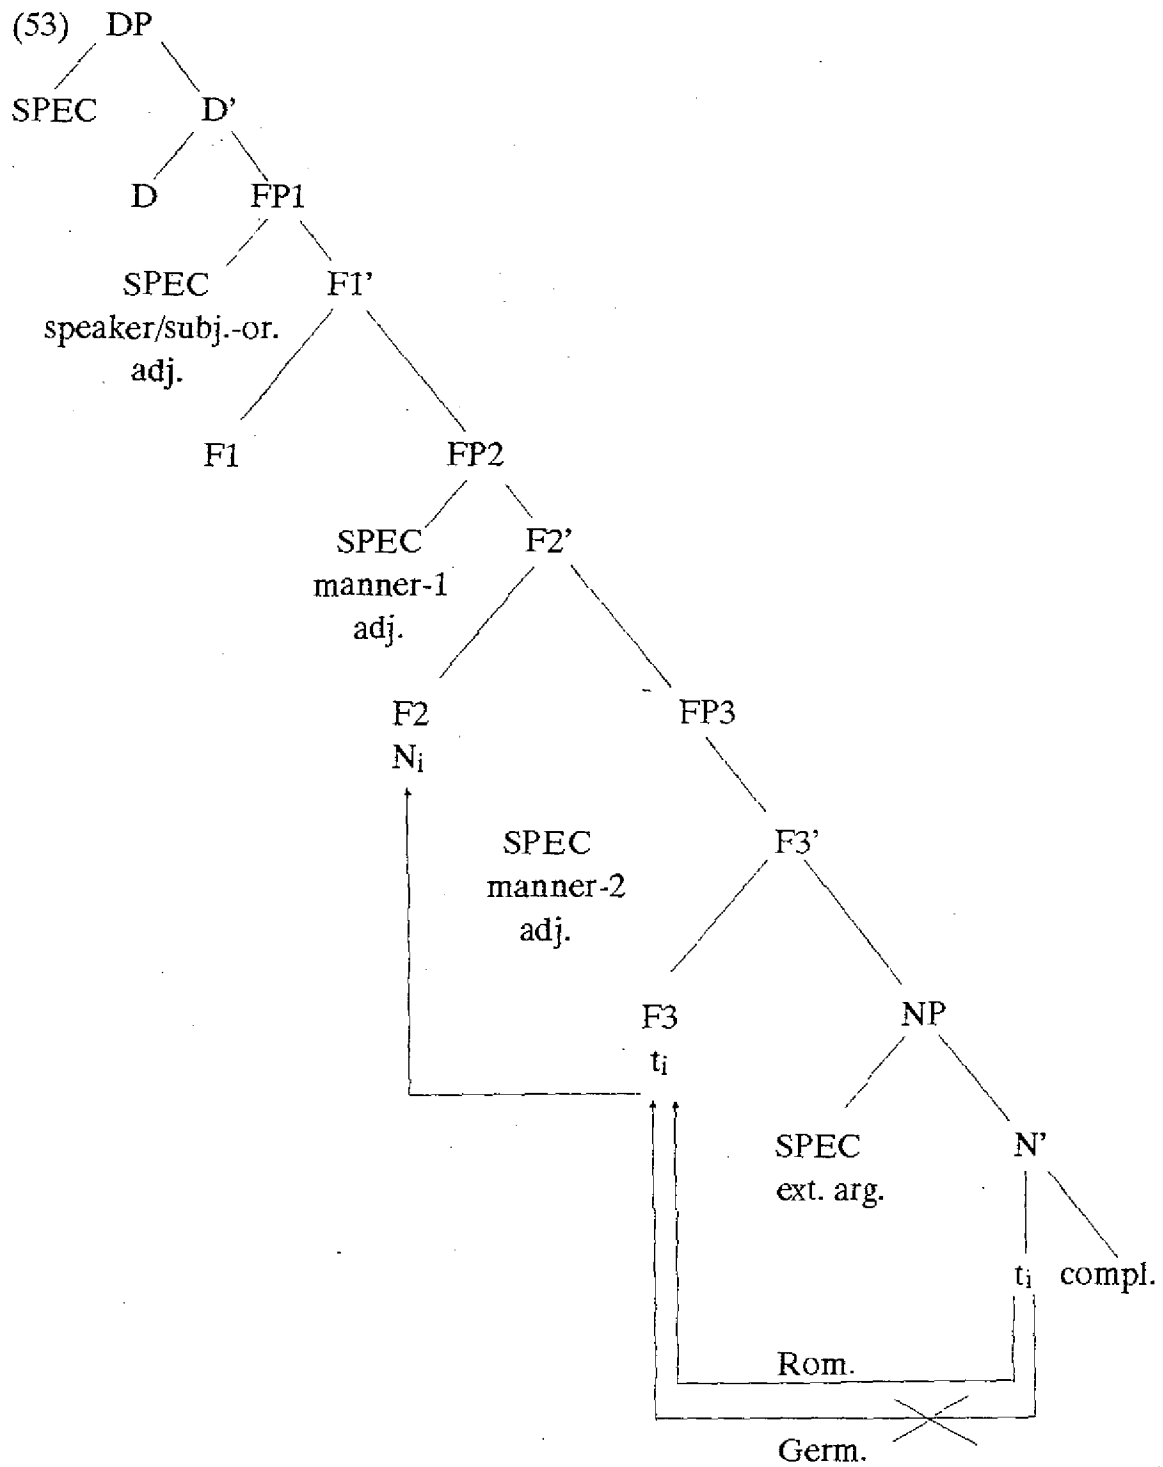 (53) DP
SPEC D’
D FP1
SPEC F1’
speaker/subj.-or.
adj.
F1 FP2
SPEC F2’
manner-1
adj.
F2 FP3
Ni
SPEC F3’
manner-2
adj.
F3 NP
ti
SPEC N’
ext. arg.
ti compl.
Rom.
Germ.